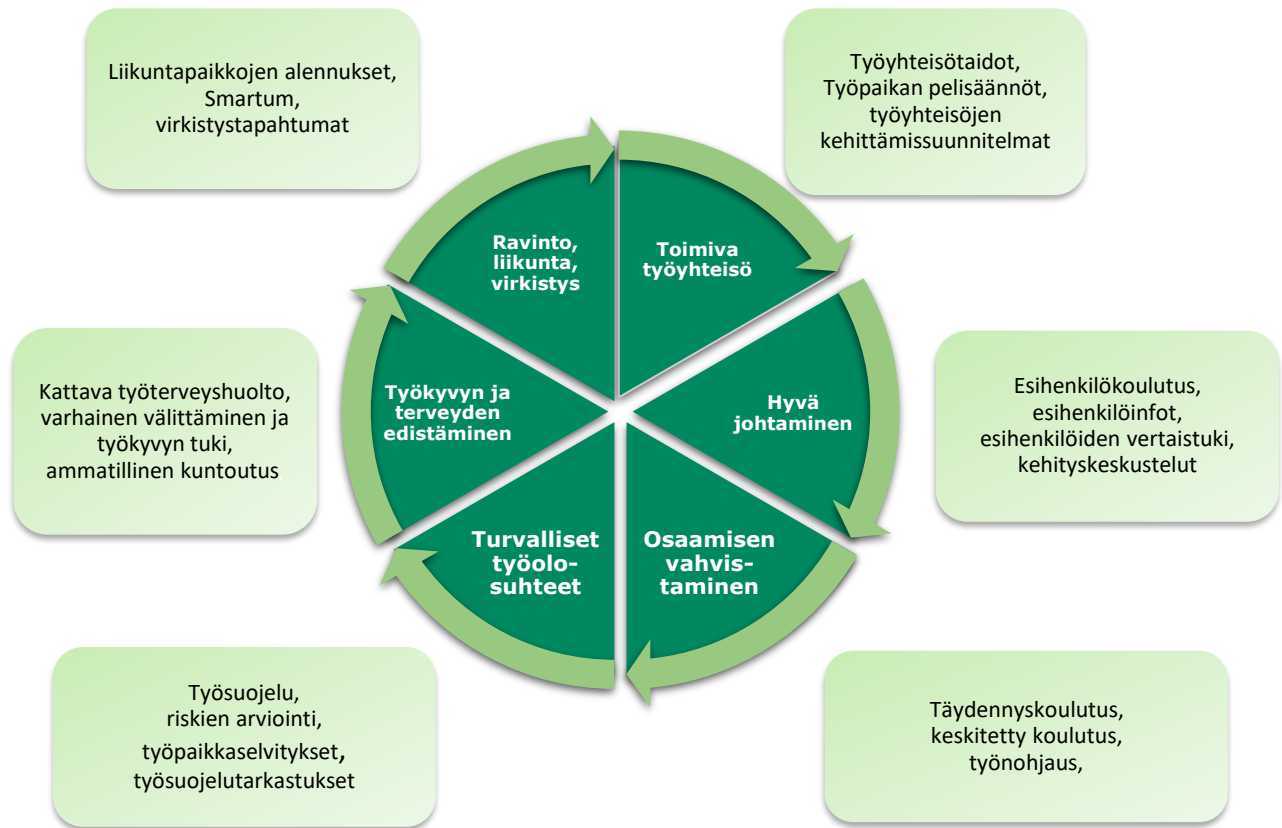 Liikuntapaikkojen alennukset,
Smartum,
virkistystapahtumat
Työyhteisötaidot,
Työpaikan pelisäännöt,
työyhteisöjen
kehittämissuunnitelmat
Ravinto,
liikunta,
virkistys
Toimiva
työyhteisö
Kattava työterveyshuolto,
varhainen välittäminen ja
työkyvyn tuki,
ammatillinen kuntoutus
Työkyvyn ja
terveyden
edistäminen
Hyvä
johtaminen
Esihenkilökoulutus,
esihenkilöinfot,
esihenkilöiden vertaistuki,
kehityskeskustelut
Turvalliset
työolo-
suhteet
Osaamisen
vahvis-
taminen
Työsuojelu,
riskien arviointi,
työpaikkaselvitykset,
työsuojelutarkastukset
Täydennyskoulutus,
keskitetty koulutus,
työnohjaus,